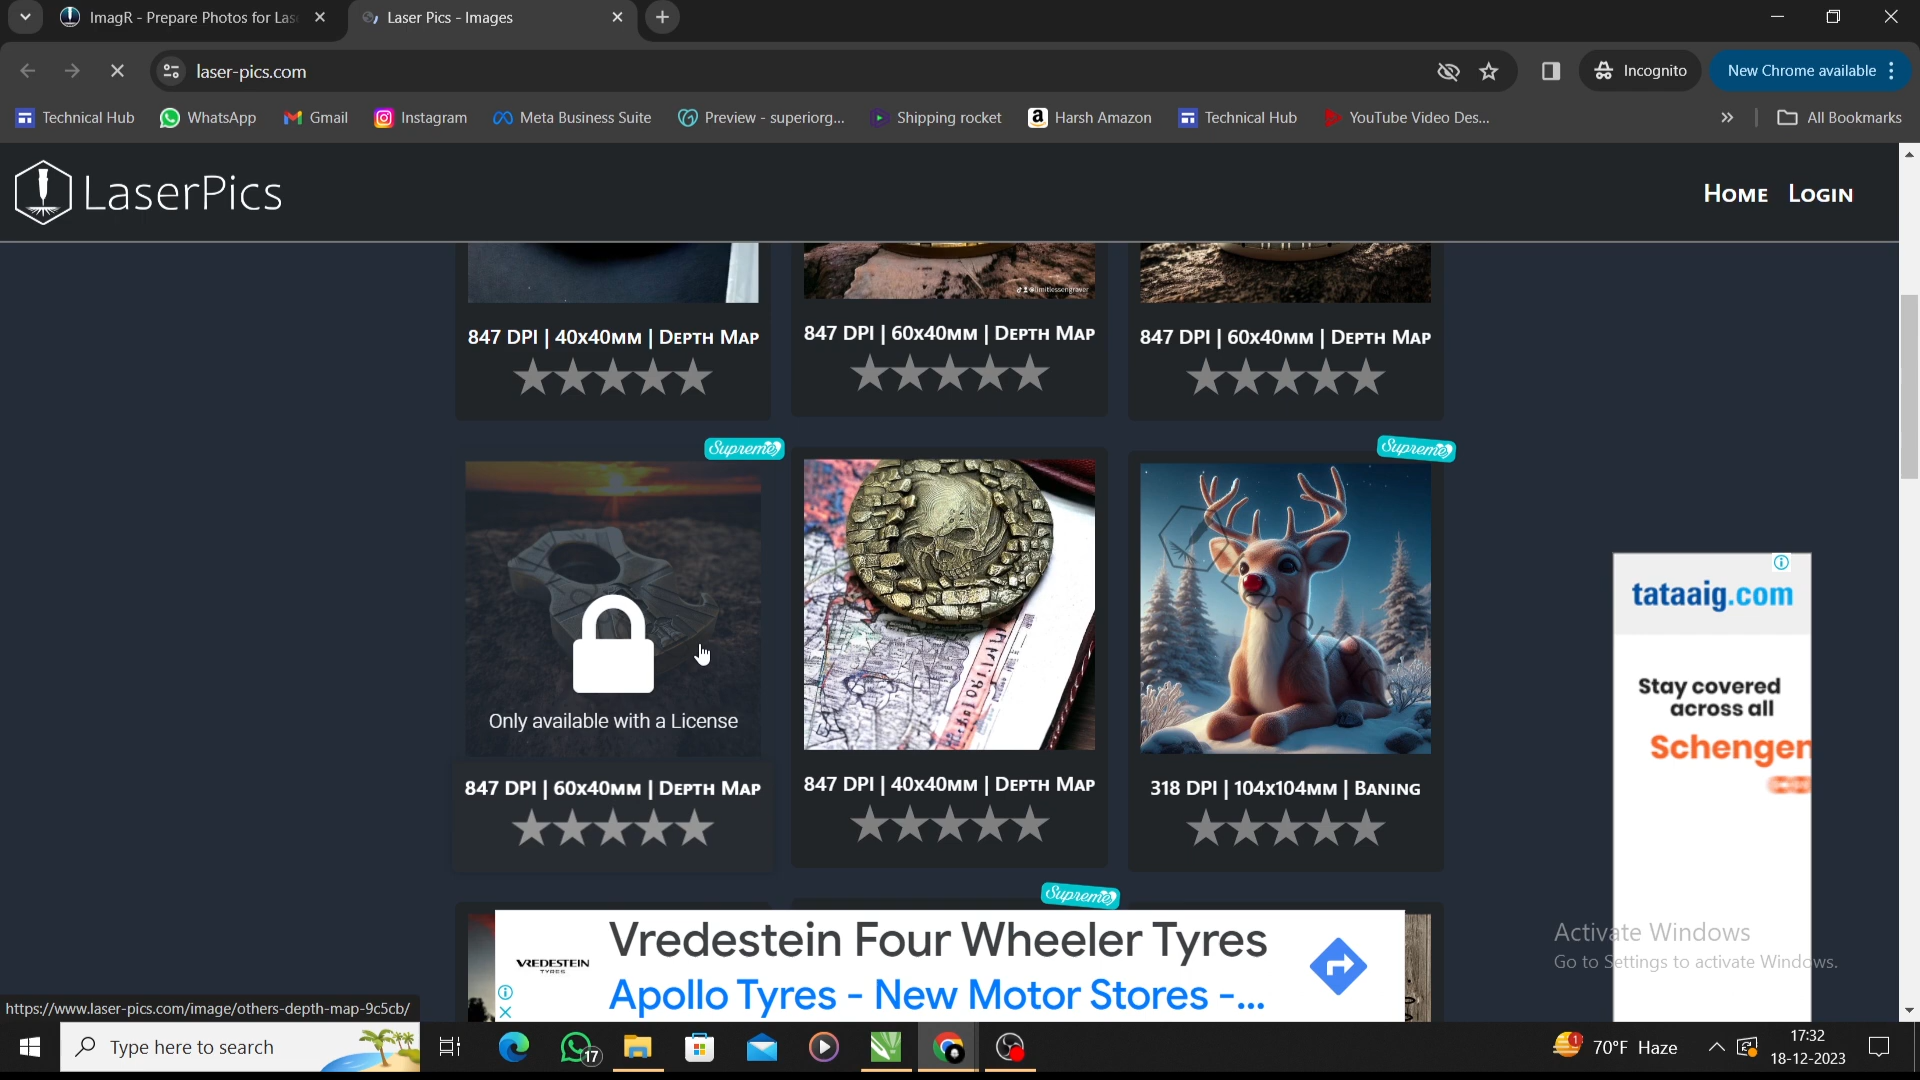 ImagR - Prepare Photos for Las
Laser Pics - Images
laser-pics.com
Incognito
New Chrome available
Technical Hub
WhatsApp
Gmail
Instagram
Meta Business Suite
Preview - superiorg...
Shipping rocket
Harsh Amazon
Technical Hub
YouTube Video Des...
All Bookmarks
LaserPics
Home Login
847 DPI | 40x40mm | Depth Map
847 DPI | 60x40mm | Depth Map
847 DPI | 60x40mm | Depth Map
Supreme
Supreme
Only available with a License
847 DPI | 60x40mm | Depth Map
847 DPI | 40x40mm | Depth Map
318 DPI | 104x104mm | Baning
tataaig.com
Stay covered
across all
Schengen
Supreme
VREDESTEIN
TYRES
Vredestein Four Wheeler Tyres
Apollo Tyres - New Motor Stores -...
Activate Windows
Go to Settings to activate Windows.
https://www.laser-pics.com/image/others-depth-map-9c5cb/
Type here to search
17
1
70°F Haze
17:32
18-12-2023